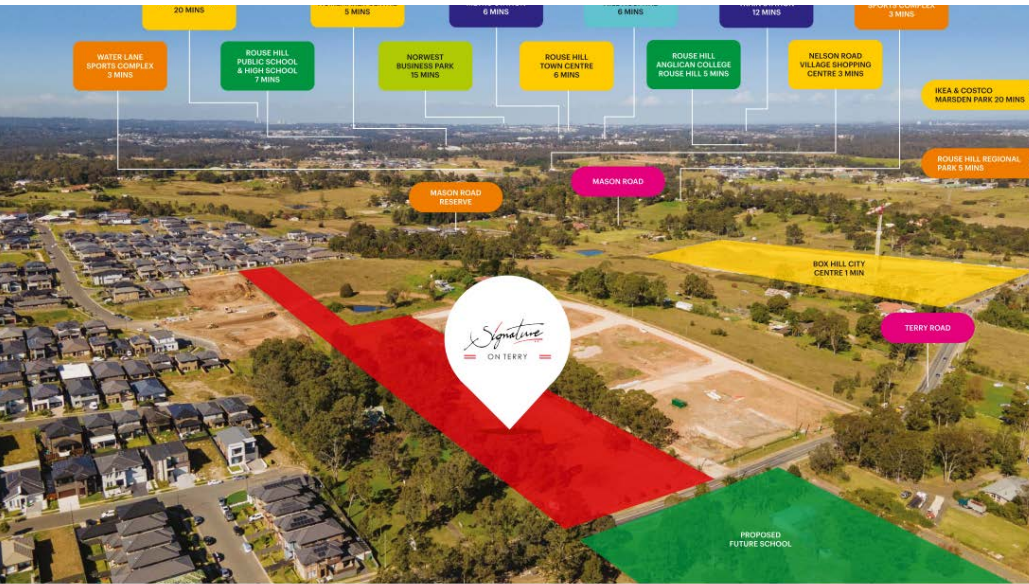 20 MINS
5 MINS
6 MINS
6 MINS
12 MINS
SPORTS COMPLEX
3 MINS
WATER LANE
SPORTS COMPLEX
3 MINS
ROUSE HILL
PUBLIC SCHOOL
& HIGH SCHOOL
7 MINS
NORWEST
BUSINESS PARK
15 MINS
ROUSE HILL
TOWN CENTRE
6 MINS
ROUSE HILL
ANGLICAN COLLEGE
ROUSE HILL 5 MINS
NELSON ROAD
VILLAGE SHOPPING
CENTRE 3 MINS
IKEA & COSTCO
MARSDEN PARK 20 MINS
ROUSE HILL REGIONAL
PARK 5 MINS
MASON ROAD
RESERVE
MASON ROAD
BOX HILL CITY
CENTRE 1 MIN
TERRY ROAD
Signature
ON TERRY
PROPOSED
FUTURE SCHOOL